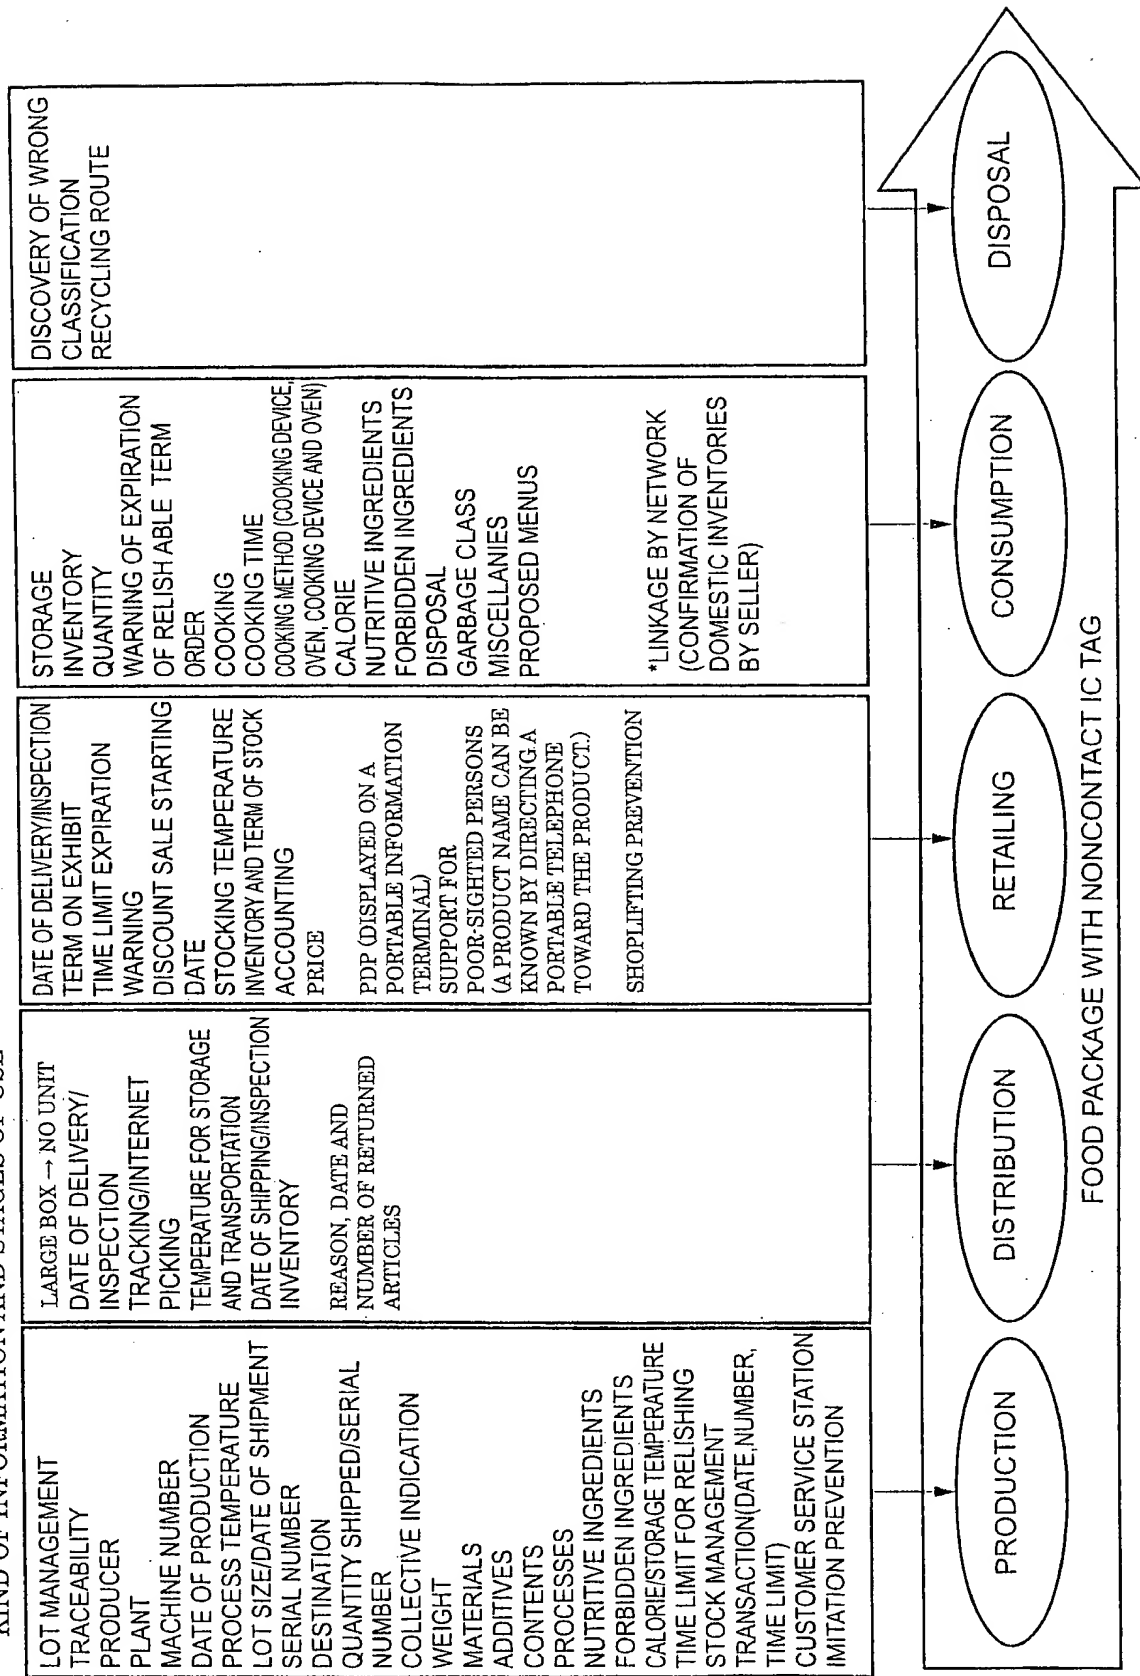 KIND OF INFORMATION AND STAGES OF USE
LOT MANAGEMENT
TRACEABILITY
PRODUCER
PLANT
MACHINE NUMBER
DATE OF PRODUCTION
PROCESS TEMPERATURE
LOT SIZE/DATE OF SHIPMENT
SERIAL NUMBER
DESTINATION
QUANTITY SHIPPED/SERIAL
NUMBER
COLLECTIVE INDICATION
WEIGHT
MATERIALS
ADDITIVES
CONTENTS
PROCESSES
NUTRITIVE INGREDIENTS
FORBIDDEN INGREDIENTS
CALORIE/STORAGE TEMPERATURE
TIME LIMIT FOR RELISHING
STOCK MANAGEMENT
TRANSACTION(DATE,NUMBER,
TIME LIMIT)
CUSTOMER SERVICE STATION
IMITATION PREVENTION
LARGE BOX → NO UNIT
DATE OF DELIVERY/
INSPECTION
TRACKING/INTERNET
PICKING
TEMPERATURE FOR STORAGE
AND TRANSPORTATION
DATE OF SHIPPING/INSPECTION
INVENTORY
REASON, DATE AND
NUMBER OF RETURNED
ARTICLES
DATE OF DELIVERY/INSPECTION
TERM ON EXHIBIT
TIME LIMIT EXPIRATION
WARNING
DISCOUNT SALE STARTING
DATE
STOCKING TEMPERATURE
INVENTORY AND TERM OF STOCK
ACCOUNTING
PRICE
PDP (DISPLAYED ON A
PORTABLE INFORMATION
TERMINAL)
SUPPORT FOR
POOR-SIGHTED PERSONS
(A PRODUCT NAME CAN BE
KNOWN BY DIRECTING A
PORTABLE TELEPHONE
TOWARD THE PRODUCT.)
SHOPLIFTING PREVENTION
STORAGE
INVENTORY
QUANTITY
WARNING OF EXPIRATION
OF RELISH ABLE TERM
ORDER
COOKING
COOKING TIME
COOKING METHOD (COOKING DEVICE,
OVEN, COOKING DEVICE AND OVEN)
CALORIE
NUTRITIVE INGREDIENTS
FORBIDDEN INGREDIENTS
DISPOSAL
GARBAGE CLASS
MISCELLANIES
PROPOSED MENUS
*LINKAGE BY NETWORK
(CONFIRMATION OF
DOMESTIC INVENTORIES
BY SELLER)
DISCOVERY OF WRONG
CLASSIFICATION
RECYCLING ROUTE
PRODUCTION
DISTRIBUTION
RETAILING
CONSUMPTION
DISPOSAL
FOOD PACKAGE WITH NONCONTACT IC TAG